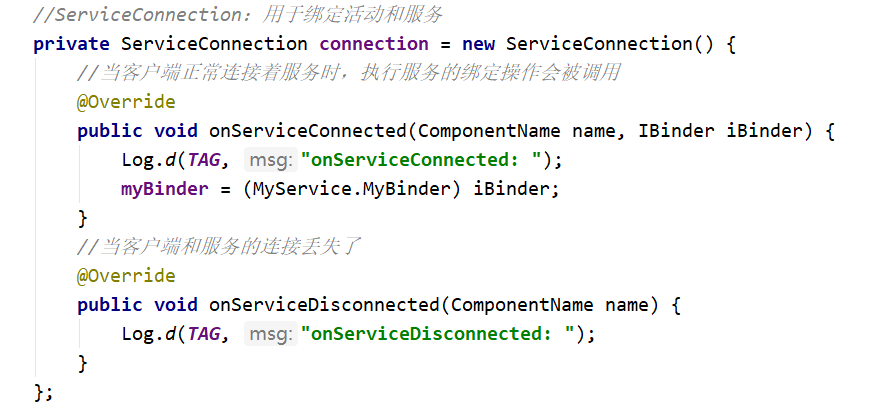 //ServiceConnection：用于绑定活动和服务
private ServiceConnection connection = new ServiceConnection() {
//当客户端正常连接着服务时，执行服务的绑定操作会被调用
@Override
public void onServiceConnected(ComponentName name, IBinder iBinder) {
Log.d(TAG, msg: "onServiceConnected: ");
myBinder = (MyService.MyBinder) iBinder;
}
//当客户端和服务的连接丢失了
@Override
public void onServiceDisconnected(ComponentName name) {
Log.d(TAG, msg: "onServiceDisconnected: ");
}
};